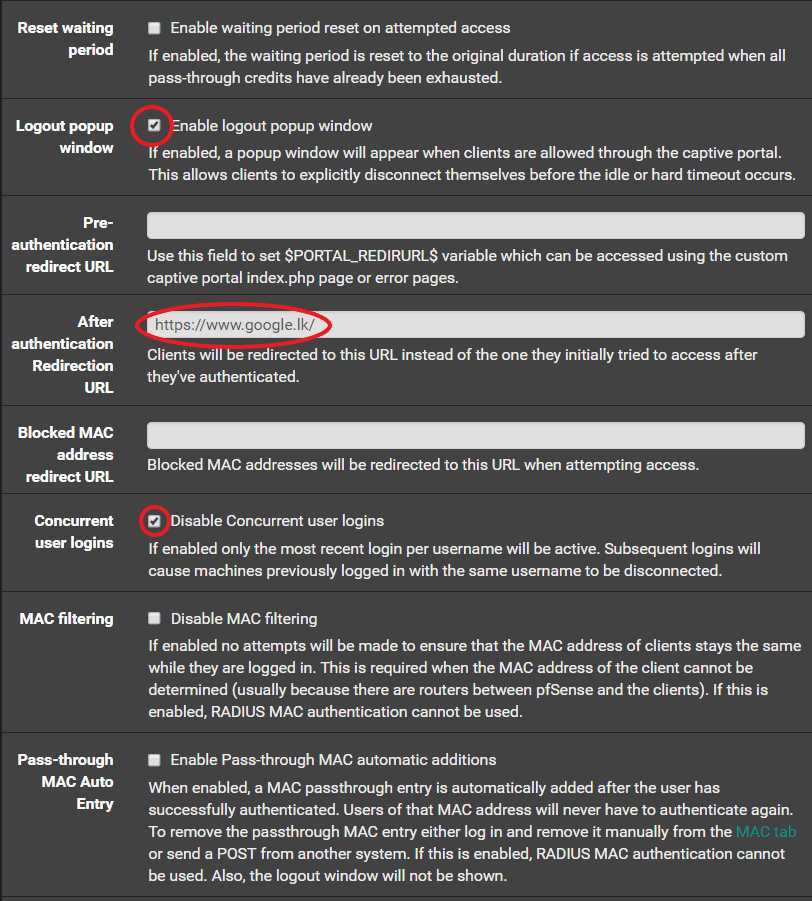 Reset waiting period
Enable waiting period reset on attempted access
If enabled, the waiting period is reset to the original duration if access is attempted when all
pass-through credits have already been exhausted.
Logout popup window
Enable logout popup window
If enabled, a popup window will appear when clients are allowed through the captive portal.
This allows clients to explicitly disconnect themselves before the idle or hard timeout occurs.
Pre-
authentication
redirect URL
Use this field to set $PORTAL_REDIRURL$ variable which can be accessed using the custom
captive portal index.php page or error pages.
After
authentication
Redirection
URL
https://www.google.lk/
Clients will be redirected to this URL instead of the one they initially tried to access after
they've authenticated.
Blocked MAC
address
redirect URL
Blocked MAC addresses will be redirected to this URL when attempting access.
Concurrent
user logins
Disable Concurrent user logins
If enabled only the most recent login per username will be active. Subsequent logins will
cause machines previously logged in with the same username to be disconnected.
MAC filtering
Disable MAC filtering
If enabled no attempts will be made to ensure that the MAC address of clients stays the same
while they are logged in. This is required when the MAC address of the client cannot be
determined (usually because there are routers between pfSense and the clients). If this is
enabled, RADIUS MAC authentication cannot be used.
Pass-through
MAC Auto
Entry
Enable Pass-through MAC automatic additions
When enabled, a MAC passthrough entry is automatically added after the user has
successfully authenticated. Users of that MAC address will never have to authenticate again.
To remove the passthrough MAC entry either log in and remove it manually from the MAC tab
or send a POST from another system. If this is enabled, RADIUS MAC authentication cannot
be used. Also, the logout window will not be shown.